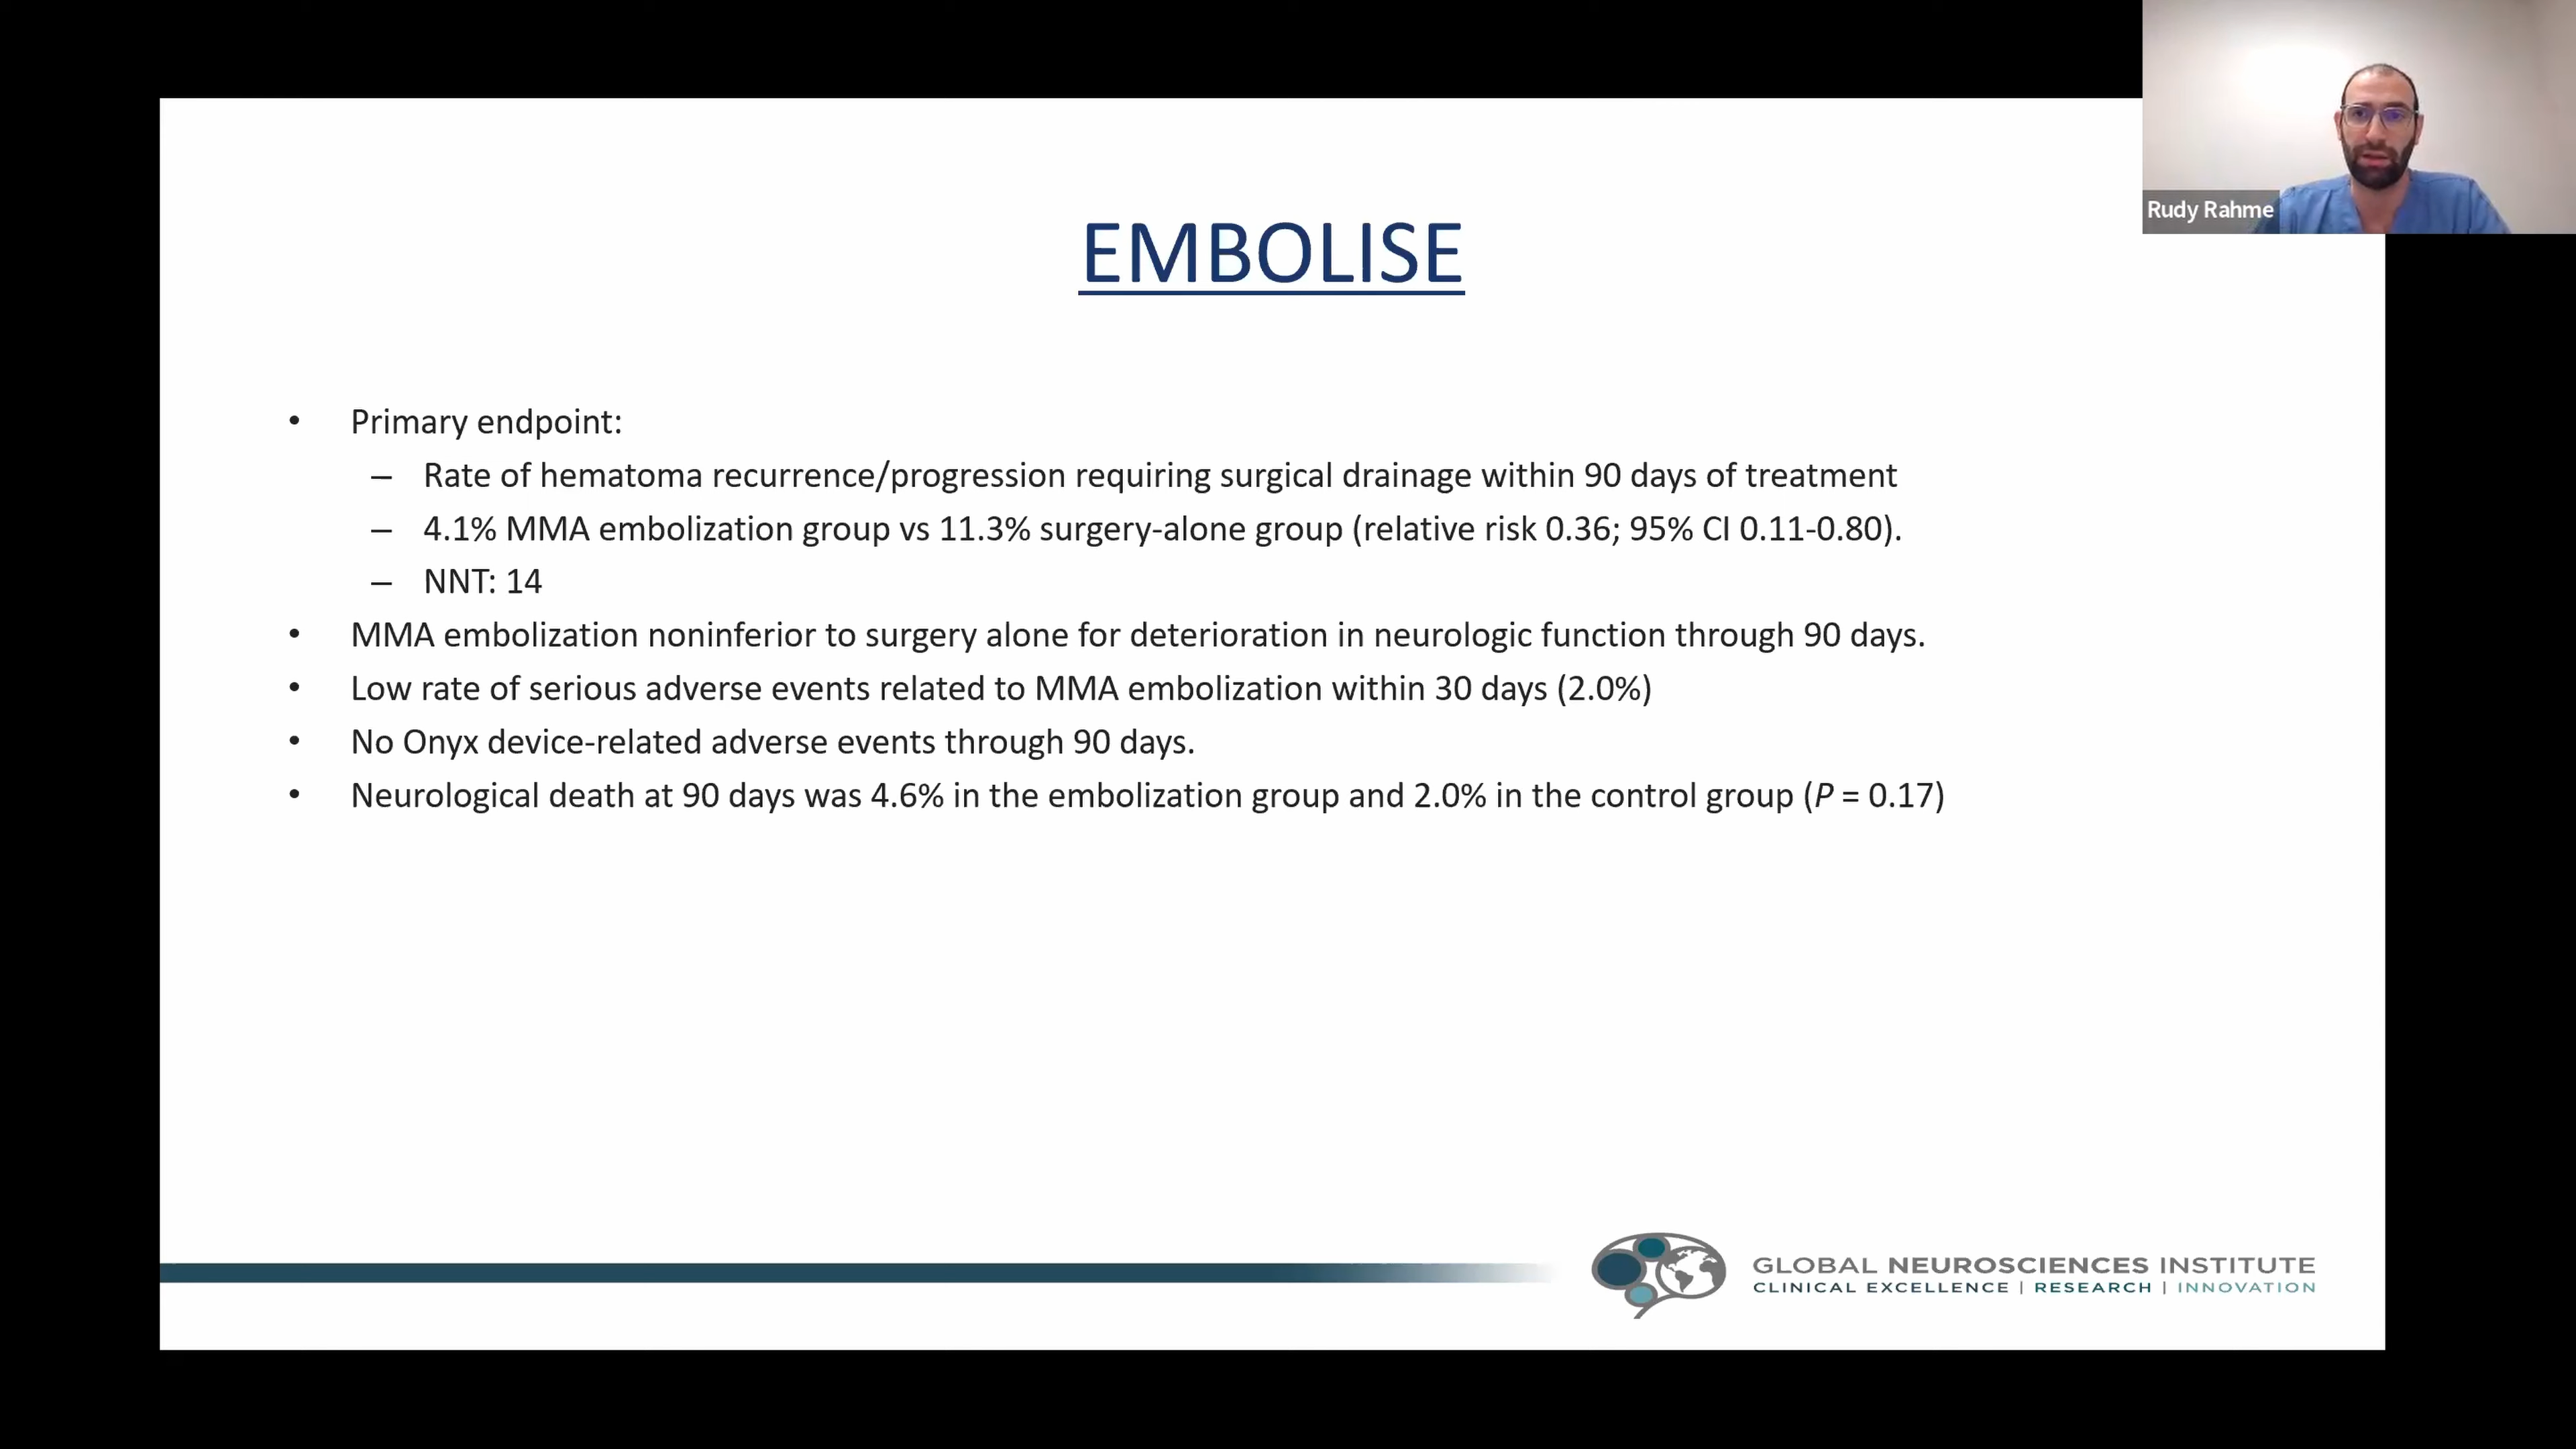 Rudy Rahme
EMBOLISE
• Primary endpoint:
– Rate of hematoma recurrence/progression requiring surgical drainage within 90 days of treatment
– 4.1% MMA embolization group vs 11.3% surgery-alone group (relative risk 0.36; 95% CI 0.11-0.80).
– NNT: 14
• MMA embolization noninferior to surgery alone for deterioration in neurologic function through 90 days.
• Low rate of serious adverse events related to MMA embolization within 30 days (2.0%)
• No Onyx device-related adverse events through 90 days.
• Neurological death at 90 days was 4.6% in the embolization group and 2.0% in the control group (P = 0.17)
GLOBAL NEUROSCIENCES INSTITUTE
CLINICAL EXCELLENCE | RESEARCH | INNOVATION